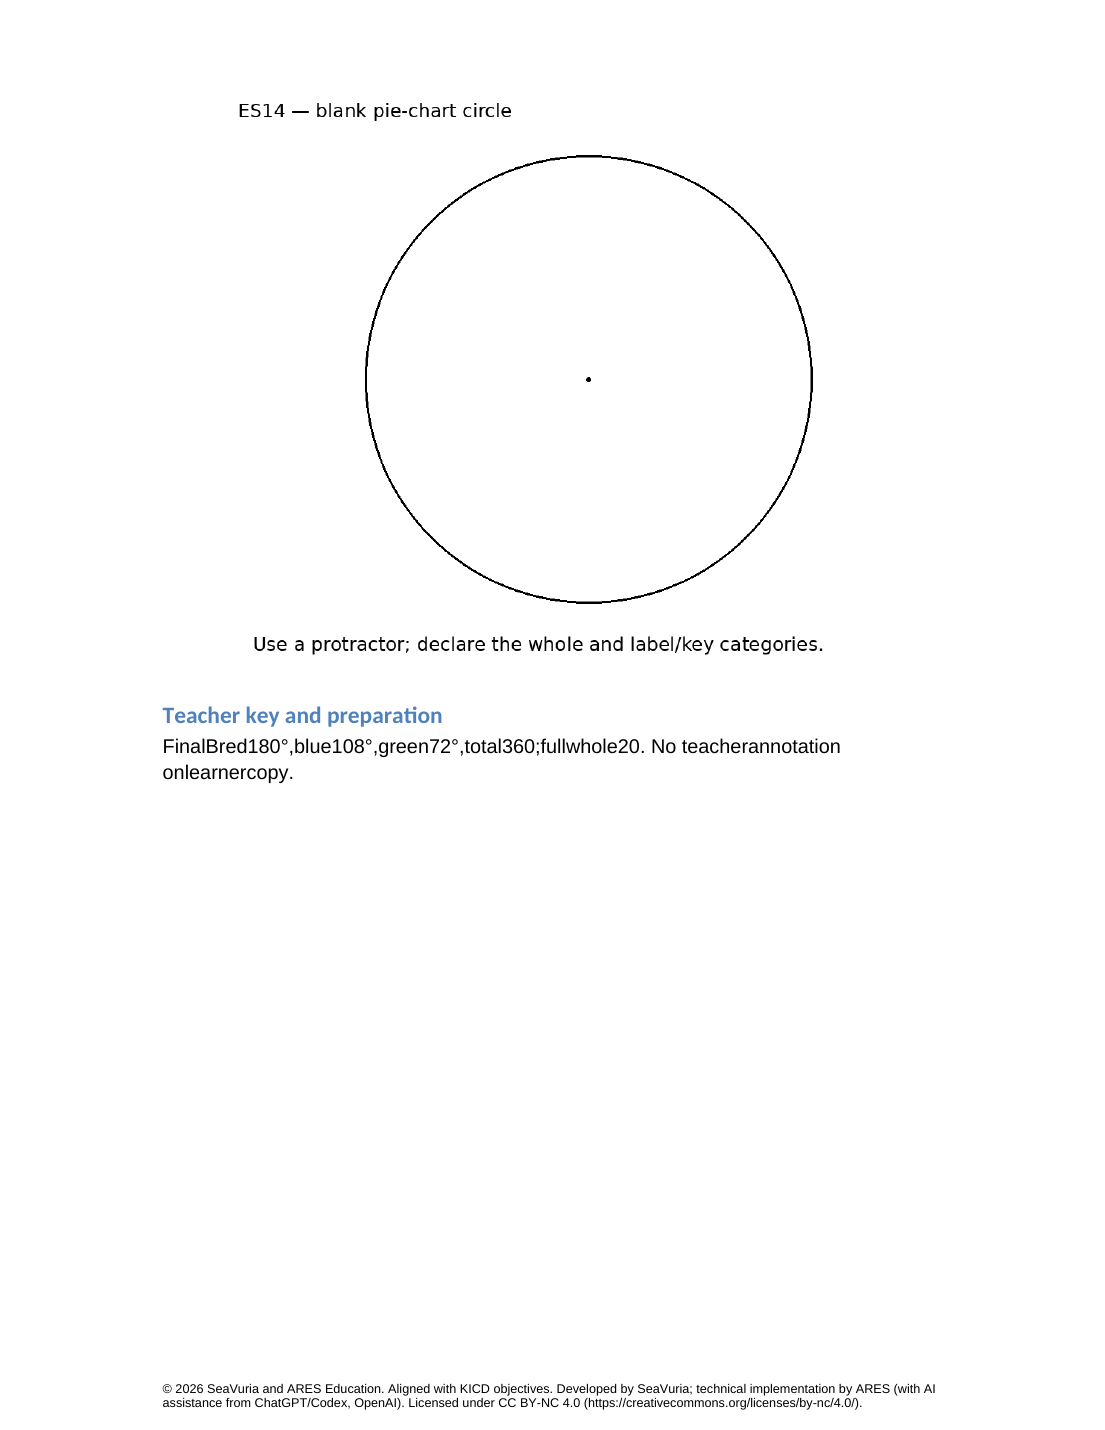 ES14 — blank pie-chart circle
Use a protractor; declare the whole and label/key categories.
Teacher key and preparation
FinalBred180°,blue108°,green72°,total360;fullwhole20. No teacherannotation
onlearnercopy.
© 2026 SeaVuria and ARES Education. Aligned with KICD objectives. Developed by SeaVuria; technical implementation by ARES (with AI
assistance from ChatGPT/Codex, OpenAI). Licensed under CC BY-NC 4.0 (https://creativecommons.org/licenses/by-nc/4.0/).